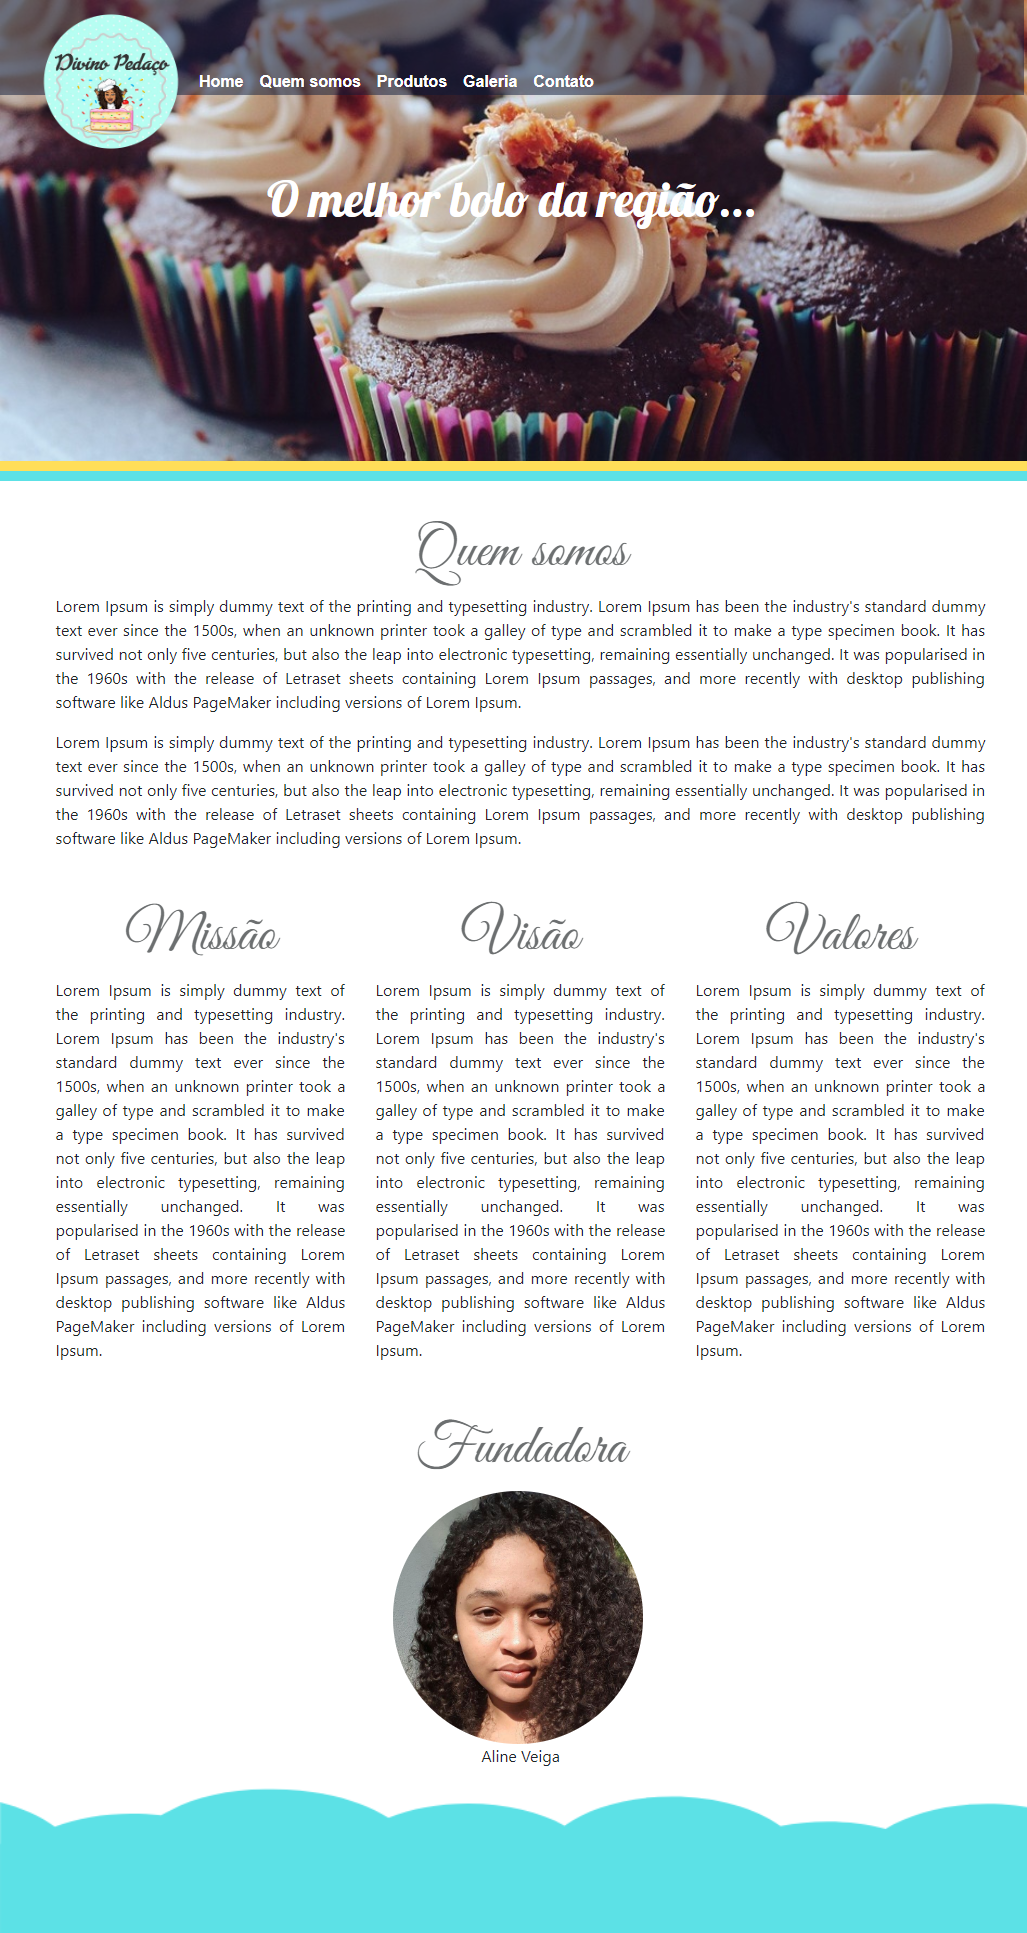 Divino Pedaço
Home Quem somos Produtos Galeria Contato
O melhor bolo da região...
Quem somos
Lorem Ipsum is simply dummy text of the printing and typesetting industry. Lorem Ipsum has been the industry's standard dummy
text ever since the 1500s, when an unknown printer took a galley of type and scrambled it to make a type specimen book. It has
survived not only five centuries, but also the leap into electronic typesetting, remaining essentially unchanged. It was popularised in
the 1960s with the release of Letraset sheets containing Lorem Ipsum passages, and more recently with desktop publishing
software like Aldus PageMaker including versions of Lorem Ipsum.
Lorem Ipsum is simply dummy text of the printing and typesetting industry. Lorem Ipsum has been the industry's standard dummy
text ever since the 1500s, when an unknown printer took a galley of type and scrambled it to make a type specimen book. It has
survived not only five centuries, but also the leap into electronic typesetting, remaining essentially unchanged. It was popularised in
the 1960s with the release of Letraset sheets containing Lorem Ipsum passages, and more recently with desktop publishing
software like Aldus PageMaker including versions of Lorem Ipsum.
Missão
Lorem Ipsum is simply dummy text of
the printing and typesetting industry.
Lorem Ipsum has been the industry's
standard dummy text ever since the
1500s, when an unknown printer took a
galley of type and scrambled it to make
a type specimen book. It has survived
not only five centuries, but also the leap
into electronic typesetting, remaining
essentially unchanged. It was
popularised in the 1960s with the release
of Letraset sheets containing Lorem
Ipsum passages, and more recently with
desktop publishing software like Aldus
PageMaker including versions of Lorem
Ipsum.
Visão
Lorem Ipsum is simply dummy text of
the printing and typesetting industry.
Lorem Ipsum has been the industry's
standard dummy text ever since the
1500s, when an unknown printer took a
galley of type and scrambled it to make
a type specimen book. It has survived
not only five centuries, but also the leap
into electronic typesetting, remaining
essentially unchanged. It was
popularised in the 1960s with the release
of Letraset sheets containing Lorem
Ipsum passages, and more recently with
desktop publishing software like Aldus
PageMaker including versions of Lorem
Ipsum.
Valores
Lorem Ipsum is simply dummy text of
the printing and typesetting industry.
Lorem Ipsum has been the industry's
standard dummy text ever since the
1500s, when an unknown printer took a
galley of type and scrambled it to make
a type specimen book. It has survived
not only five centuries, but also the leap
into electronic typesetting, remaining
essentially unchanged. It was
popularised in the 1960s with the release
of Letraset sheets containing Lorem
Ipsum passages, and more recently with
desktop publishing software like Aldus
PageMaker including versions of Lorem
Ipsum.
Fundadora
Aline Veiga